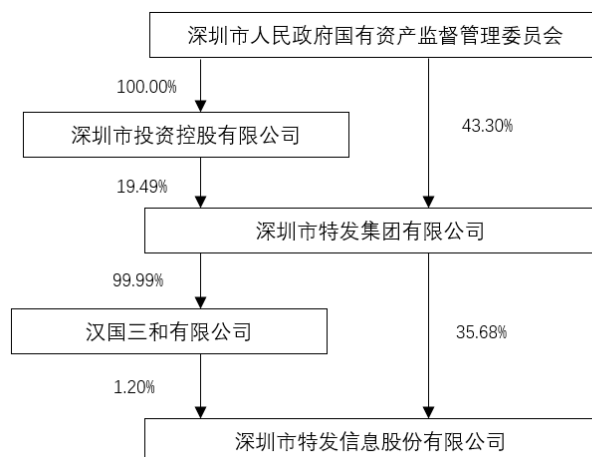 深圳市人民政府国有资产监督管理委员会
100.00%
43.30%
深圳市投资控股有限公司
19.49%
深圳市特发集团有限公司
99.99%
35.68%
汉国三和有限公司
1.20%
深圳市特发信息股份有限公司